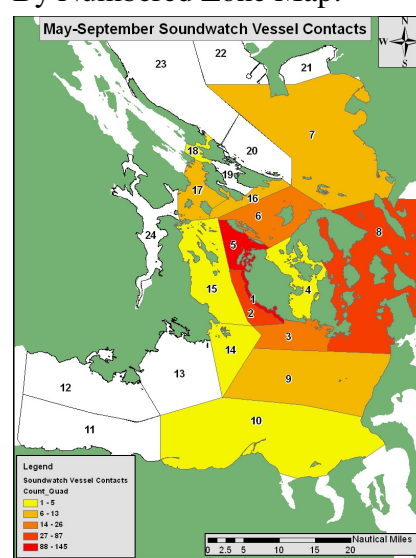 By Numbered Zone Map:
May-September Soundwatch Vessel Contacts
N
W E
S
22
23
21
7
20
18
19
17
16
6
8
5
24
15
4
1
2
3
14
13
9
12
10
11
Legend
Soundwatch Vessel Contacts
Count_Quad
1 - 5
6 - 13
14 - 26
27 - 87
88 - 145
Nautical Miles
0 2.5 5 10 15 20